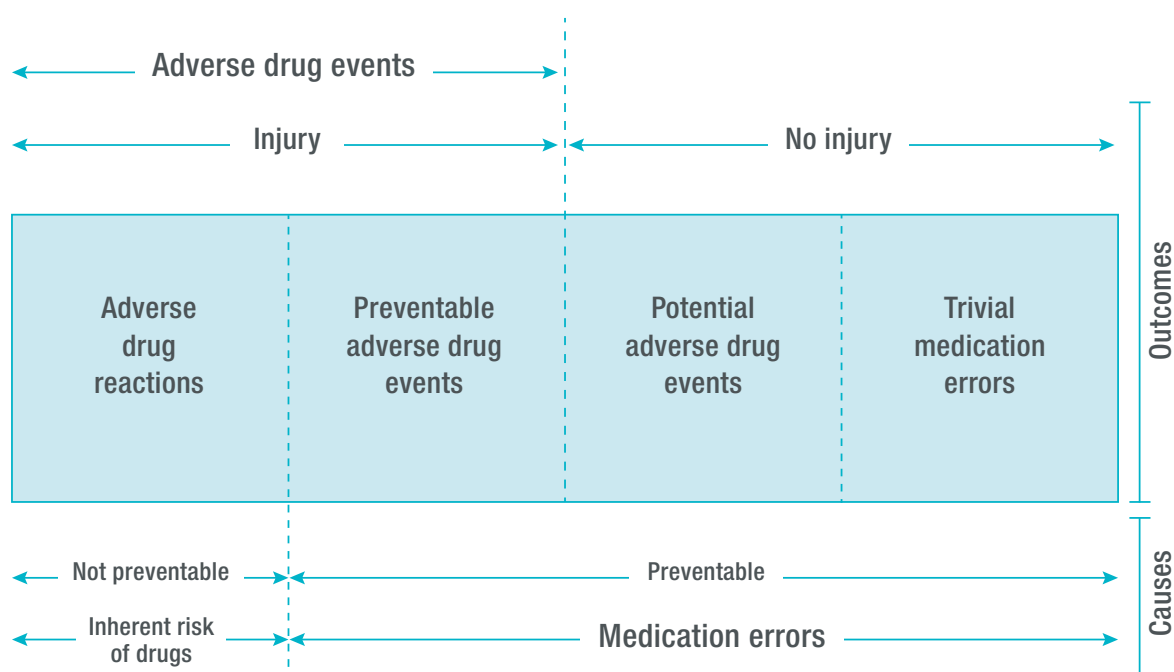 Adverse drug events
Injury
No injury
Adverse
drug
reactions
Preventable
adverse drug
events
Potential
adverse drug
events
Trivial
medication
errors
Outcomes
Not preventable
Preventable
Inherent risk
of drugs
Medication errors
Causes